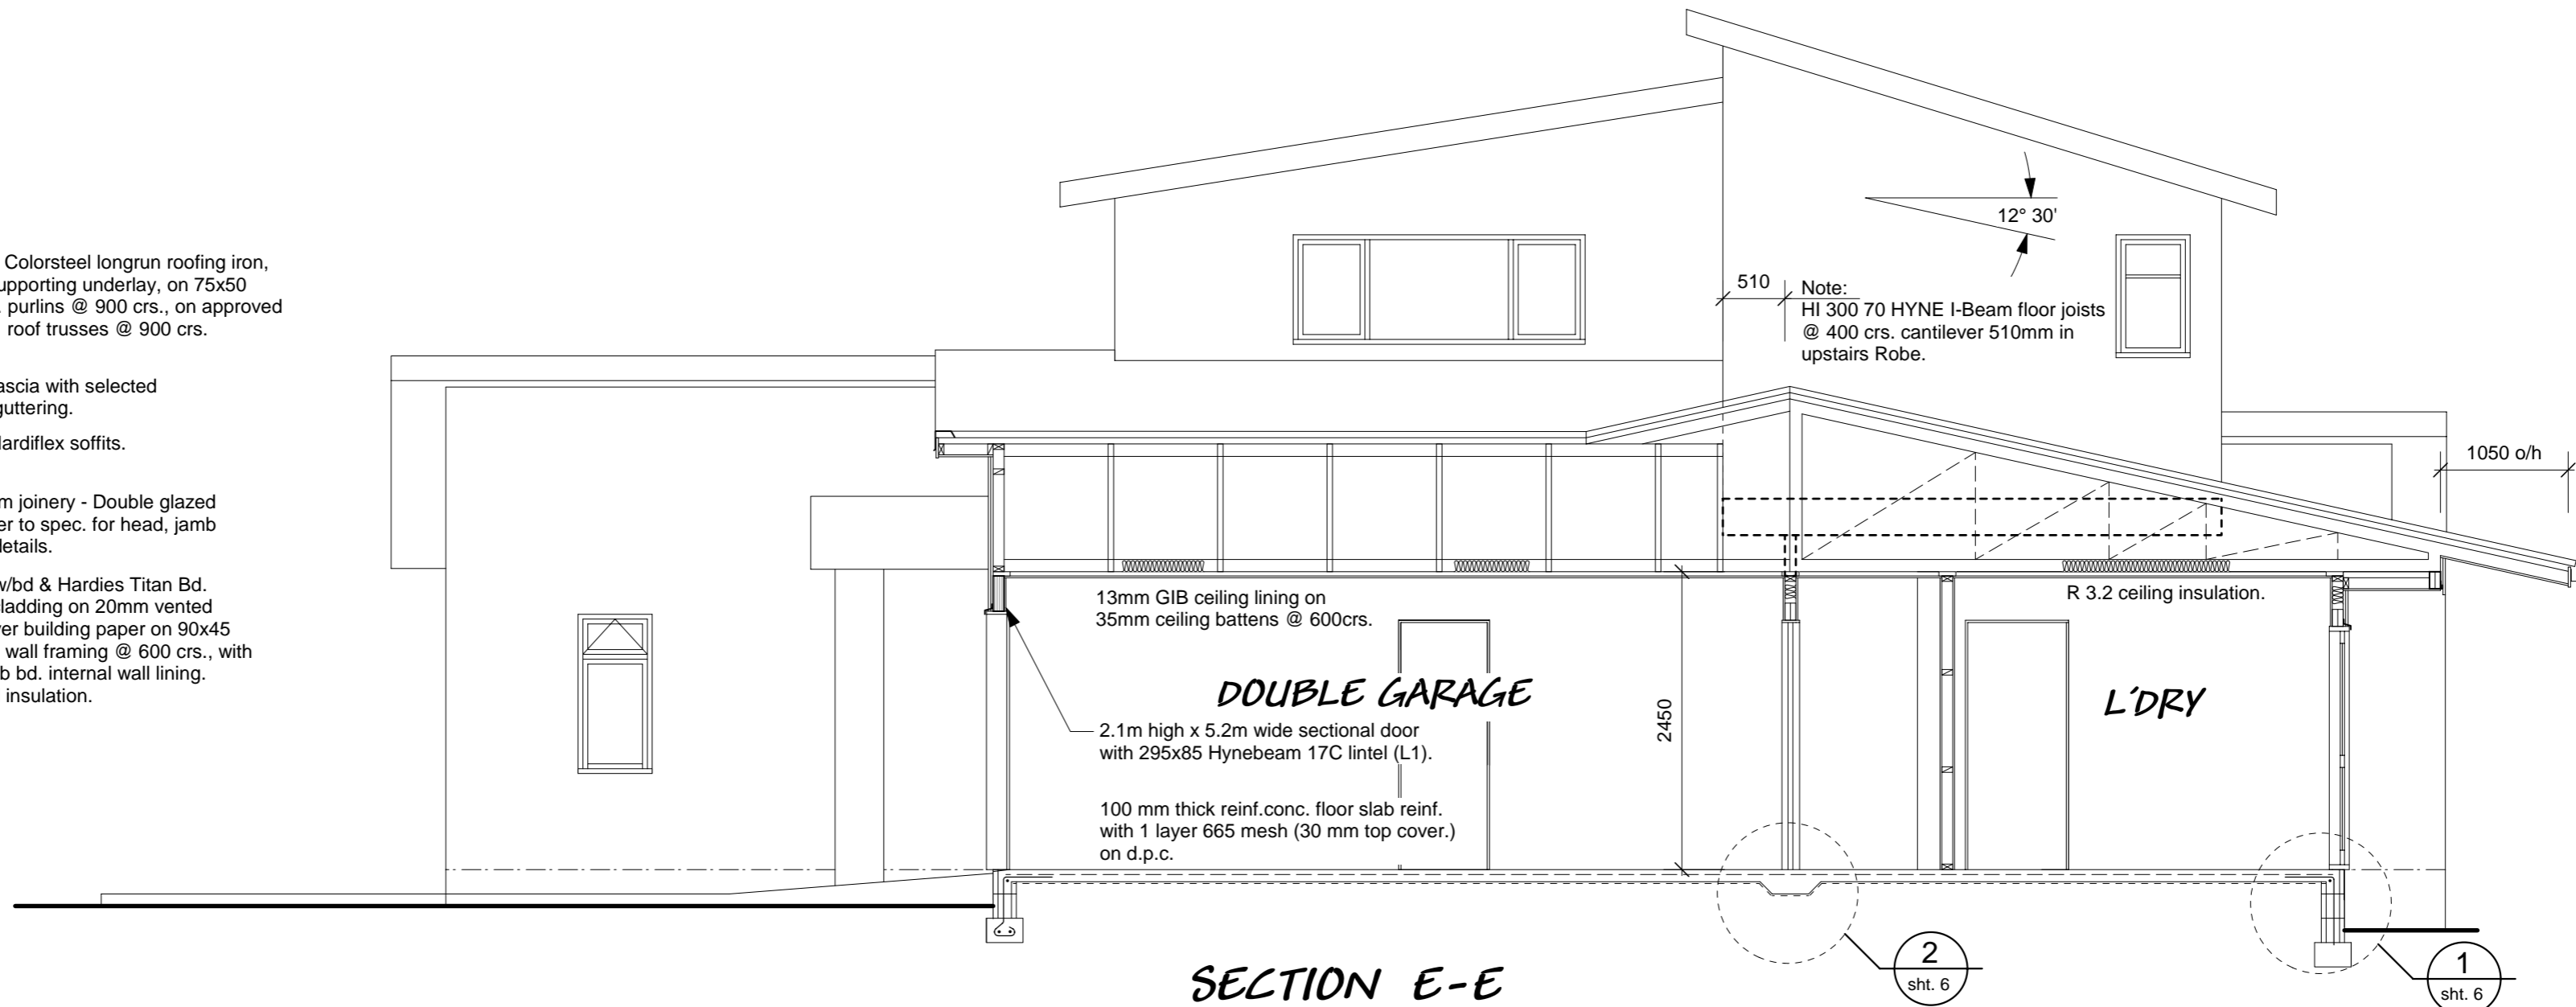 Colorsteel longrun roofing iron,
upporting underlay, on 75x50
purlins @ 900 crs., on approved
roof trusses @ 900 crs.
ascia with selected
guttering.
Hardiflex soffits.
m joinery - Double glazed
er to spec. for head, jamb
details.
w/bd & Hardies Titan Bd.
ladding on 20mm vented
ver building paper on 90x45
wall framing @ 600 crs., with
b bd. internal wall lining.
insulation.
12° 30'
510
Note:
HI 300 70 HYNE I-Beam floor joists
@ 400 crs. cantilever 510mm in
upstairs Robe.
1050 o/h
13mm GIB ceiling lining on
35mm ceiling battens @ 600crs.
R 3.2 ceiling insulation.
DOUBLE GARAGE
L'DRY
2.1m high x 5.2m wide sectional door
with 295x85 Hynebeam 17C lintel (L1).
2450
100 mm thick reinf.conc. floor slab reinf.
with 1 layer 665 mesh (30 mm top cover.)
on d.p.c.
SECTION E-E
2
sht. 6
1
sht. 6